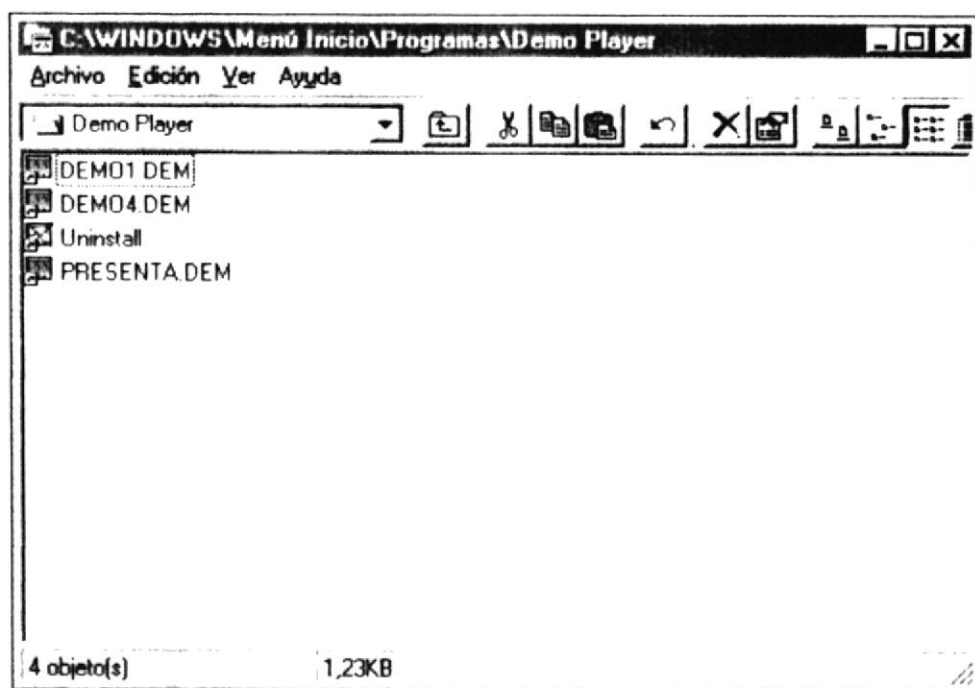 C:\WINDOWS\Menú Inicio\Programas\Demo Player
Archivo Edición Ver Ayuda
Demo Player
DEMO1.DEM
DEMO4.DEM
Uninstall
PRESENTA.DEM
4 objeto(s) 1,23KB